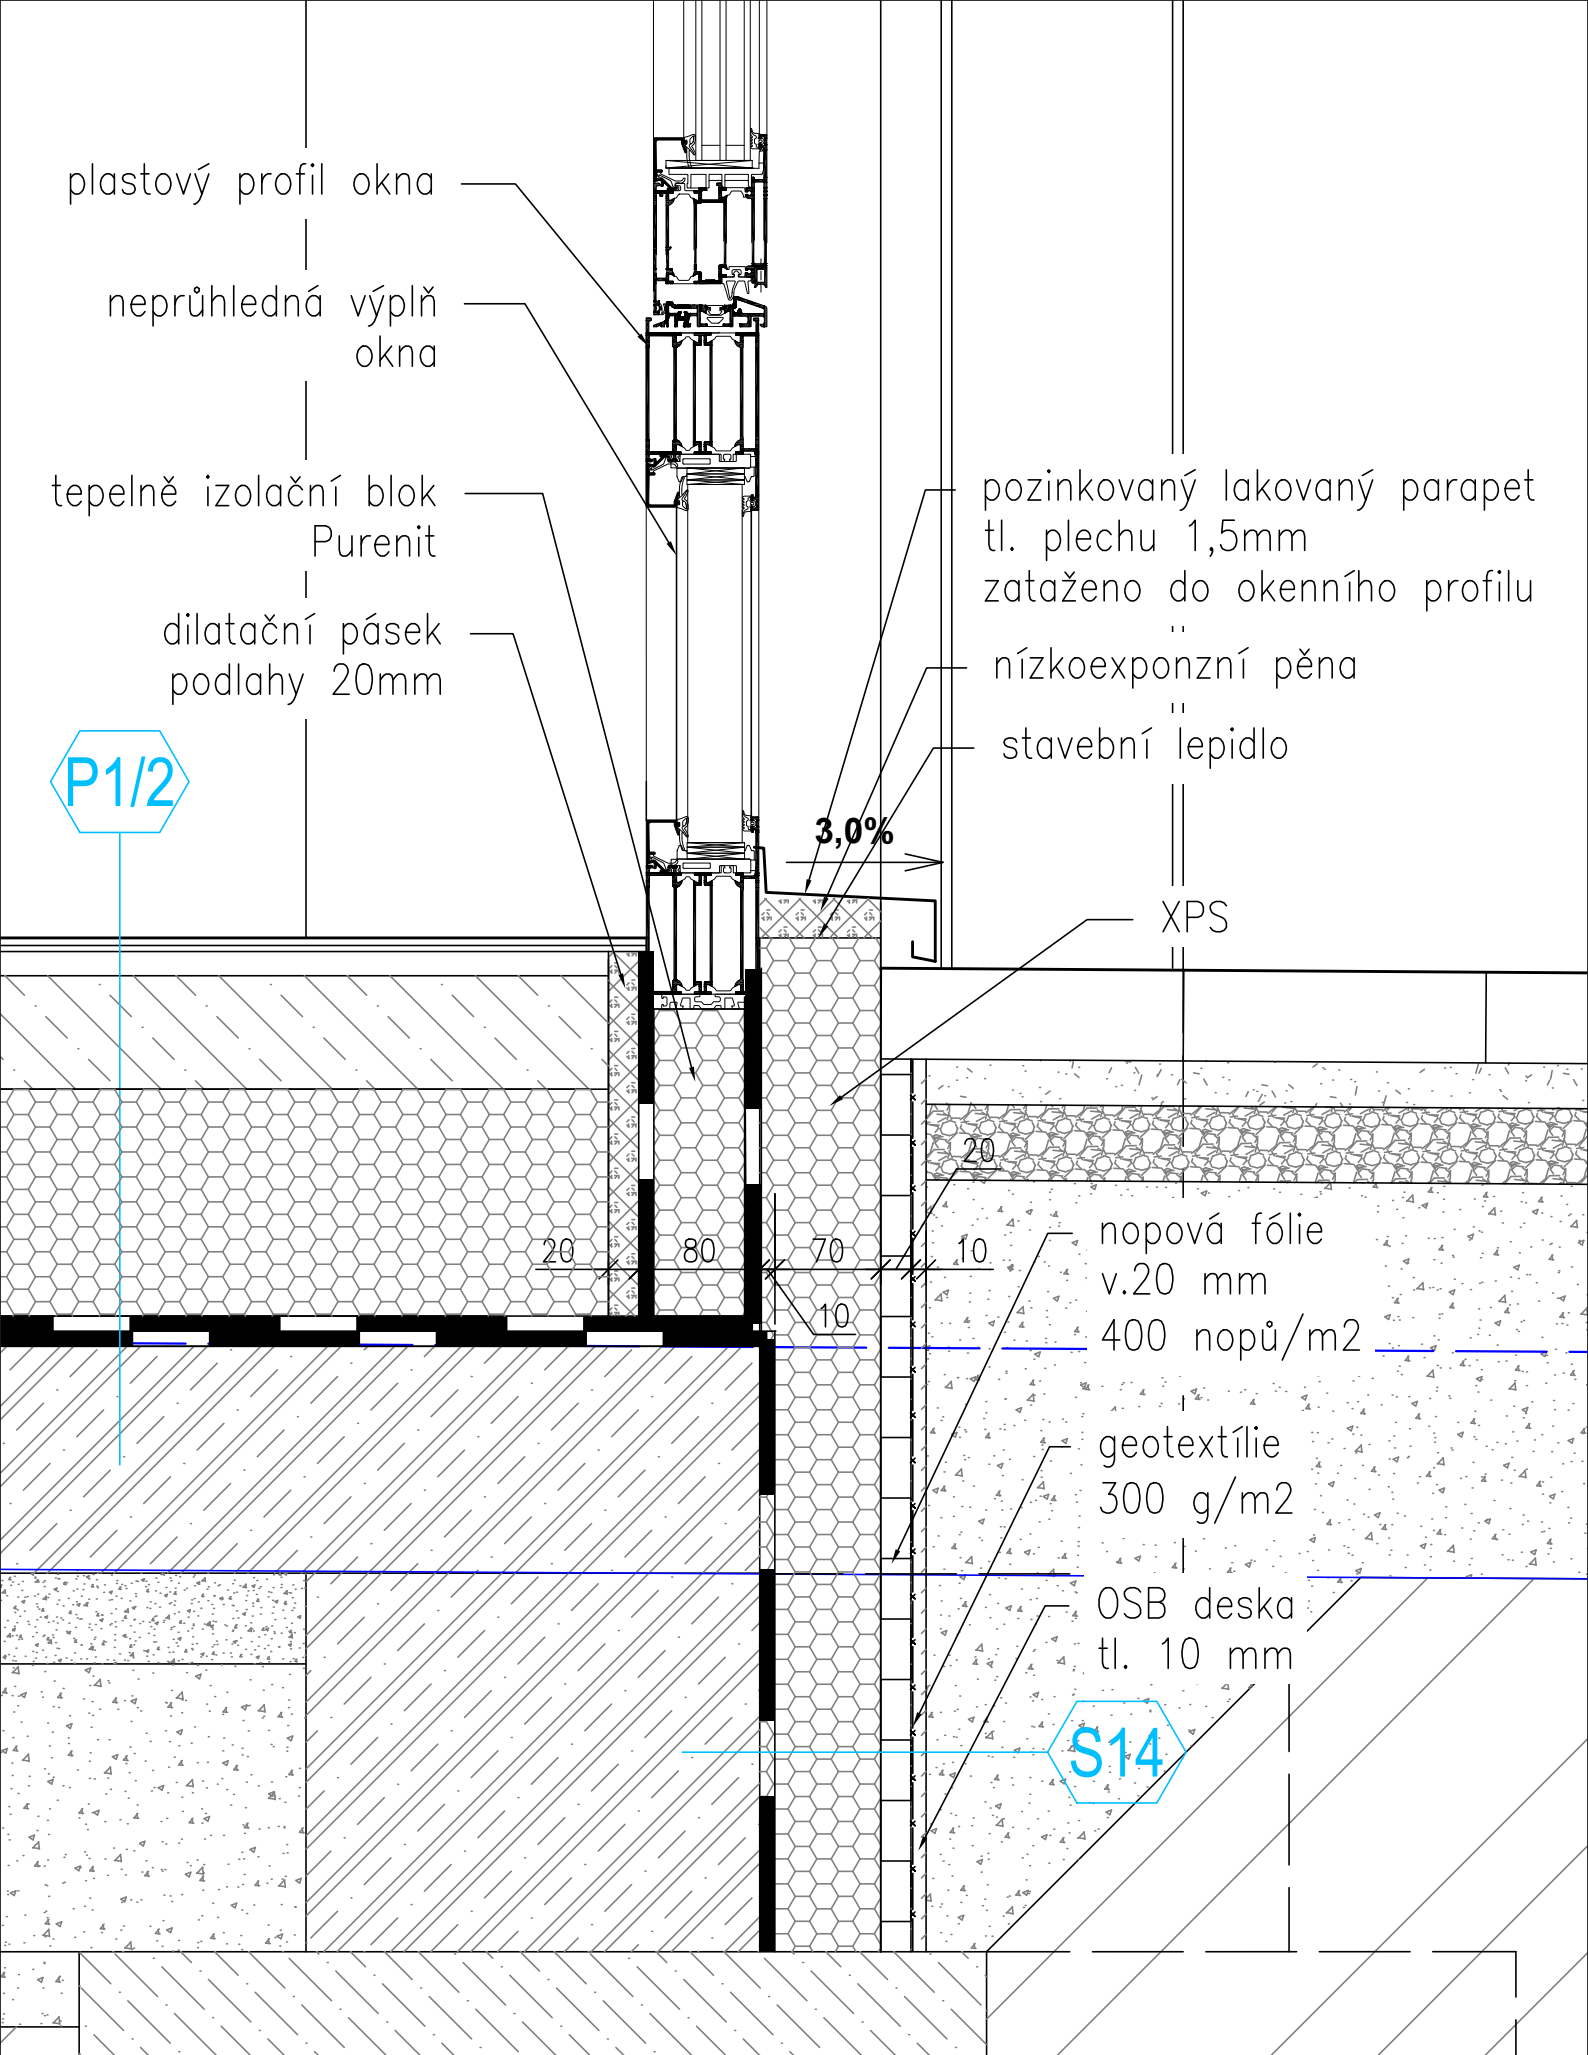 plastový profil okna
neprůhledná výplň
okna
tepelně izolační blok
Purenit
dilatační pásek
podlahy 20mm
P1/2
pozinkovaný lakovaný parapet
tl. plechu 1,5mm
zataženo do okenního profilu
nízkoexponzní pěna
stavební lepidlo
3,0%
XPS
20
20
80
70
10
10
nopová fólie
v.20 mm
400 nopů/m2
geotextílie
300 g/m2
OSB deska
tl. 10 mm
S14